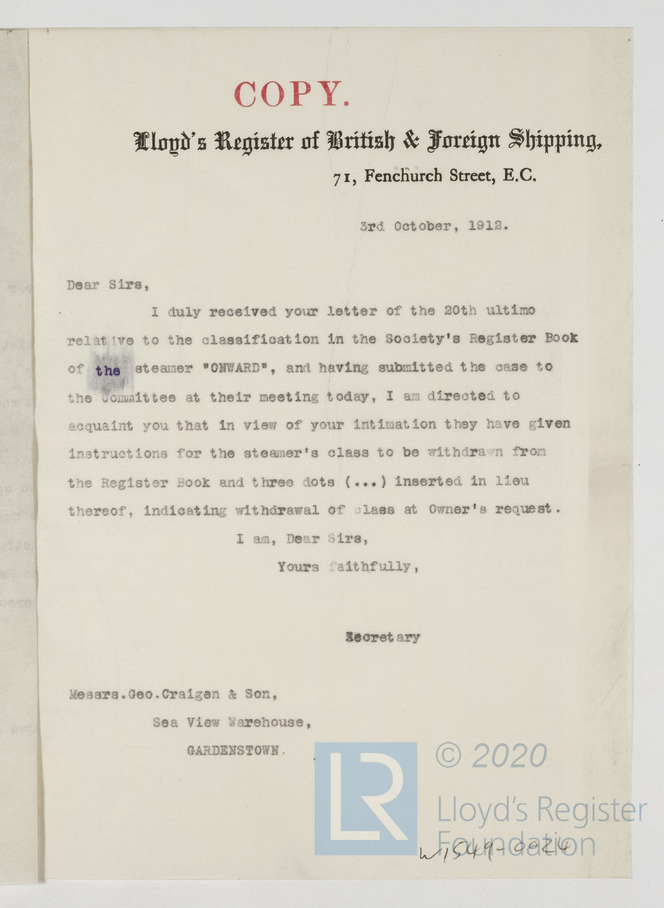 COPY.
Lloyd's Register of British & Foreign Shipping,
71, Fenchurch Street, E.C.
3rd October, 1912.
Dear Sirs,
I duly received your letter of the 20th ultimo
relative to the classification in the Society's Register Book
of the steamer "ONWARD", and having submitted the case to
the Committee at their meeting today, I am directed to
acquaint you that in view of your intimation they have given
instructions for the steamer's class to be withdrawn from
the Register Book and three dots (...) inserted in lieu
thereof, indicating withdrawal of class at Owner's request.
I am, Dear Sirs,
Yours faithfully,
Secretary
Messrs.Geo.Craigen & Son,
Sea View Warehouse,
GARDENSTOWN.
LR
© 2020
Lloyd's Register
Foundation
W1549-0024